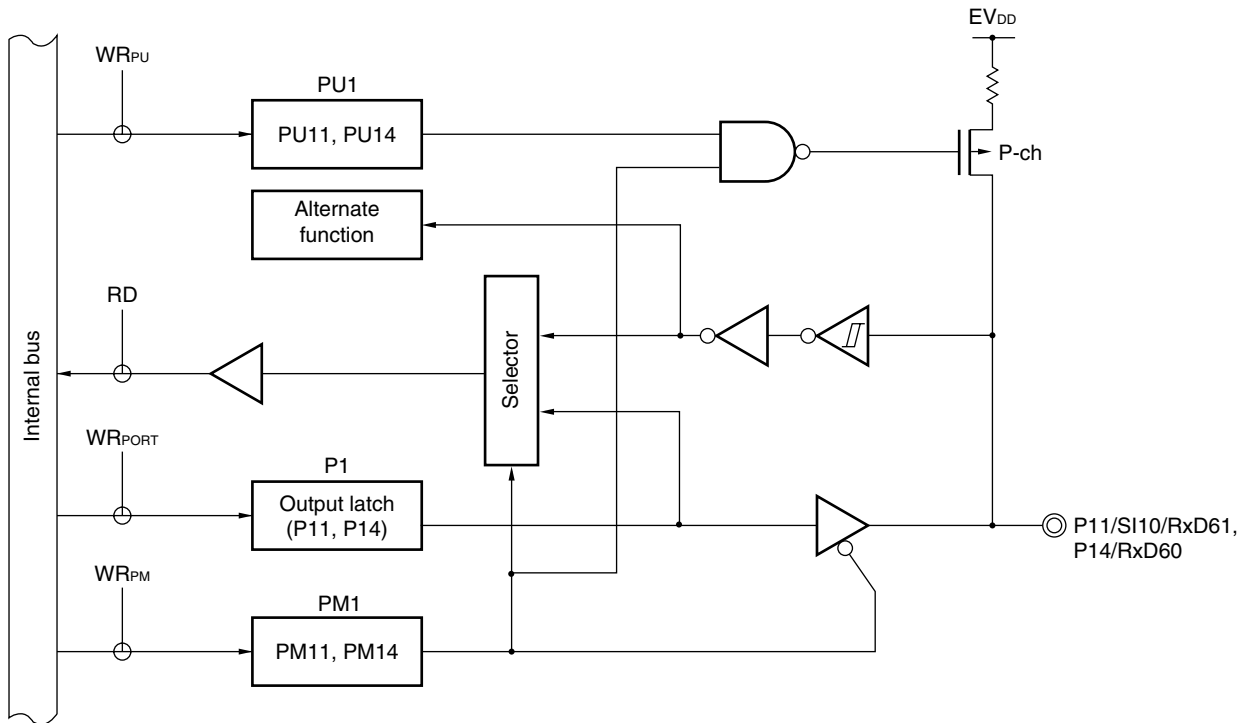 EVDD
WRPU
PU1
PU11, PU14
P-ch
Alternate
function
RD
Selector
Internal bus
WRPORT
P1
Output latch
(P11, P14)
P11/SI10/RxD61,
P14/RxD60
WRPM
PM1
PM11, PM14